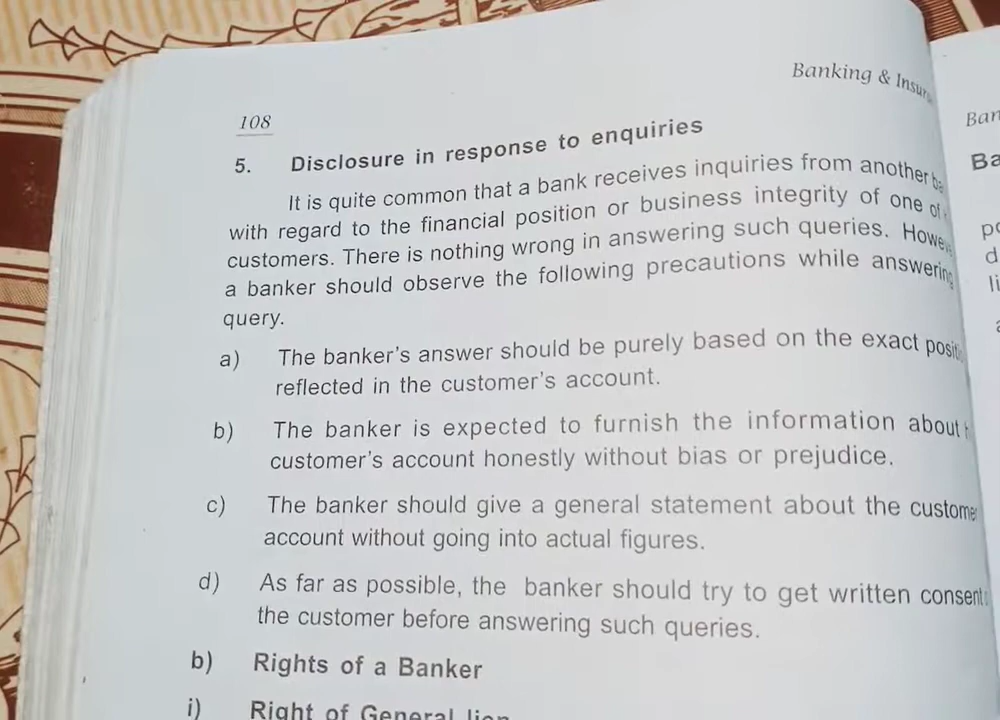 Banking &
108
5. Disclosure in response to enquiries
It is quite common that a bank receives inquiries from another
with regard to the financial position or business integrity of one of
customers. There is nothing wrong in answering such queries.
a banker should observe the following precautions while answering
query.
a) The banker's answer should be purely based on the exact
reflected in the customer's account.
b) The banker is expected to furnish the information about
customer's account honestly without bias or prejudice.
c) The banker should give a general statement about the
account without going into actual figures.
d) As far as possible, the banker should try to get written consent
the customer before answering such queries.
b) Rights of a Banker
i) Right of General lien